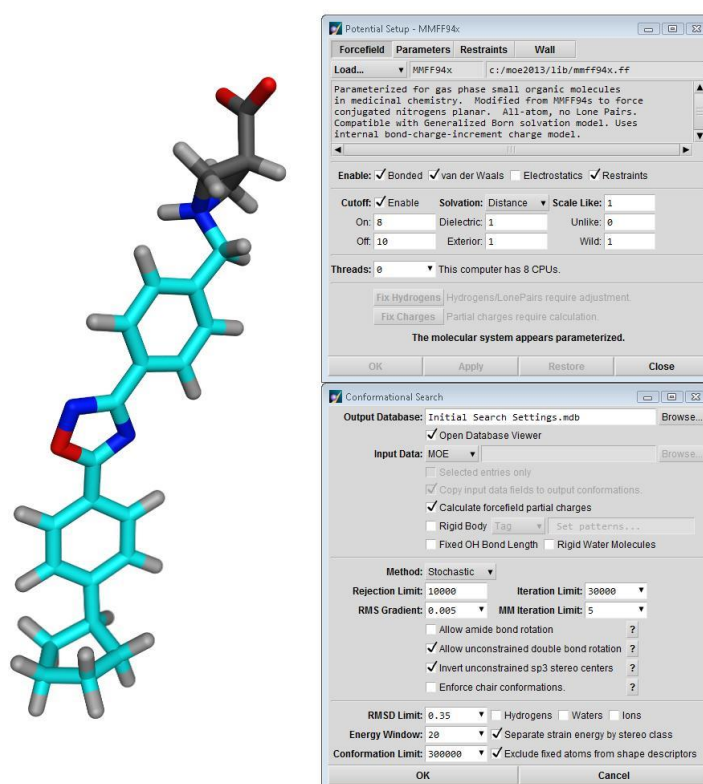 Potential Setup - MMFF94x
Forcefield Parameters Restraints Wall
Load... MMFF94x c:/moe2013/lib/mmff94x.ff
Parameterized for gas phase small organic molecules
in medicinal chemistry. Modified from MMFF94s to force
conjugated nitrogens planar. All-atom, no Lone Pairs.
Compatible with Generalized Born solvation model. Uses
internal bond-charge-increment charge model.
Enable: Bonded van der Waals Electrostatics Restraints
Cutoff: Enable Solvation: Distance Scale Like: 1
On: 8 Dielectric: 1 Unlike: 0
Off: 10 Exterior: 1 Wild: 1
Threads: 0 This computer has 8 CPUs.
Fix Hydrogens Hydrogens/LonePairs require adjustment.
Fix Charges Partial charges require calculation.
The molecular system appears parameterized.
OK Apply Restore Close
Conformational Search
Output Database: Initial Search Settings.mdb Browse...
Open Database Viewer
Input Data: MOE Browse...
Selected entries only
Copy input data fields to output conformations.
Calculate forcefield partial charges
Rigid Body Tag Set patterns...
Fixed OH Bond Length Rigid Water Molecules
Method: Stochastic
Rejection Limit: 10000 Iteration Limit: 30000
RMS Gradient: 0.005 MM Iteration Limit: 5
Allow amide bond rotation ?
Allow unconstrained double bond rotation ?
Invert unconstrained sp3 stereo centers ?
Enforce chair conformations. ?
RMSD Limit: 0.35 Hydrogens Waters Ions
Energy Window: 20 Separate strain energy by stereo class
Conformation Limit: 300000 Exclude fixed atoms from shape descriptors
OK Cancel